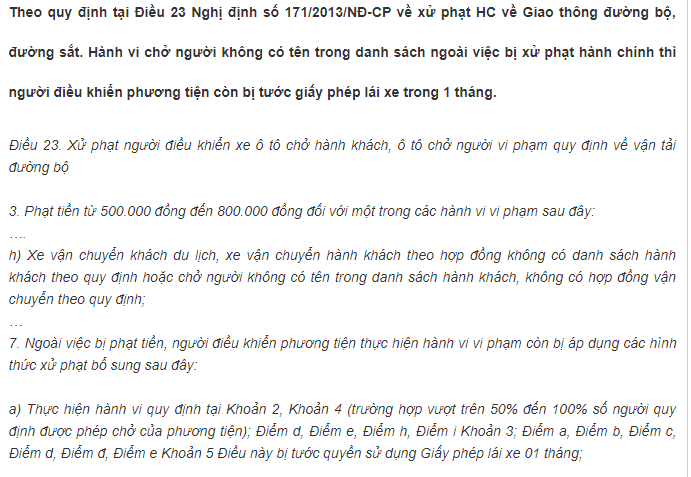 Theo quy định tại Điều 23 Nghị định số 171/2013/NĐ-CP về xử phạt HC về Giao thông đường bộ,
đường sắt. Hành vi chở người không có tên trong danh sách ngoài việc bị xử phạt hành chính thì
người điều khiển phương tiện còn bị tước giấy phép lái xe trong 1 tháng.
Điều 23. Xử phạt người điều khiển xe ô tô chở hành khách, ô tô chở người vi phạm quy định về vận tải
đường bộ
3. Phạt tiền từ 500.000 đồng đến 800.000 đồng đối với một trong các hành vi vi phạm sau đây:
….
h) Xe vận chuyển khách du lịch, xe vận chuyển hành khách theo hợp đồng không có danh sách hành
khách theo quy định hoặc chở người không có tên trong danh sách hành khách, không có hợp đồng vận
chuyển theo quy định;
…
7. Ngoài việc bị phạt tiền, người điều khiển phương tiện thực hiện hành vi vi phạm còn bị áp dụng các hình
thức xử phạt bổ sung sau đây:
a) Thực hiện hành vi quy định tại Khoản 2, Khoản 4 (trường hợp vượt trên 50% đến 100% số người quy
định được phép chở của phương tiện); Điểm d, Điểm e, Điểm h, Điểm i Khoản 3; Điểm a, Điểm b, Điểm c,
Điểm d, Điểm đ, Điểm e Khoản 5 Điều này bị tước quyền sử dụng Giấy phép lái xe 01 tháng;